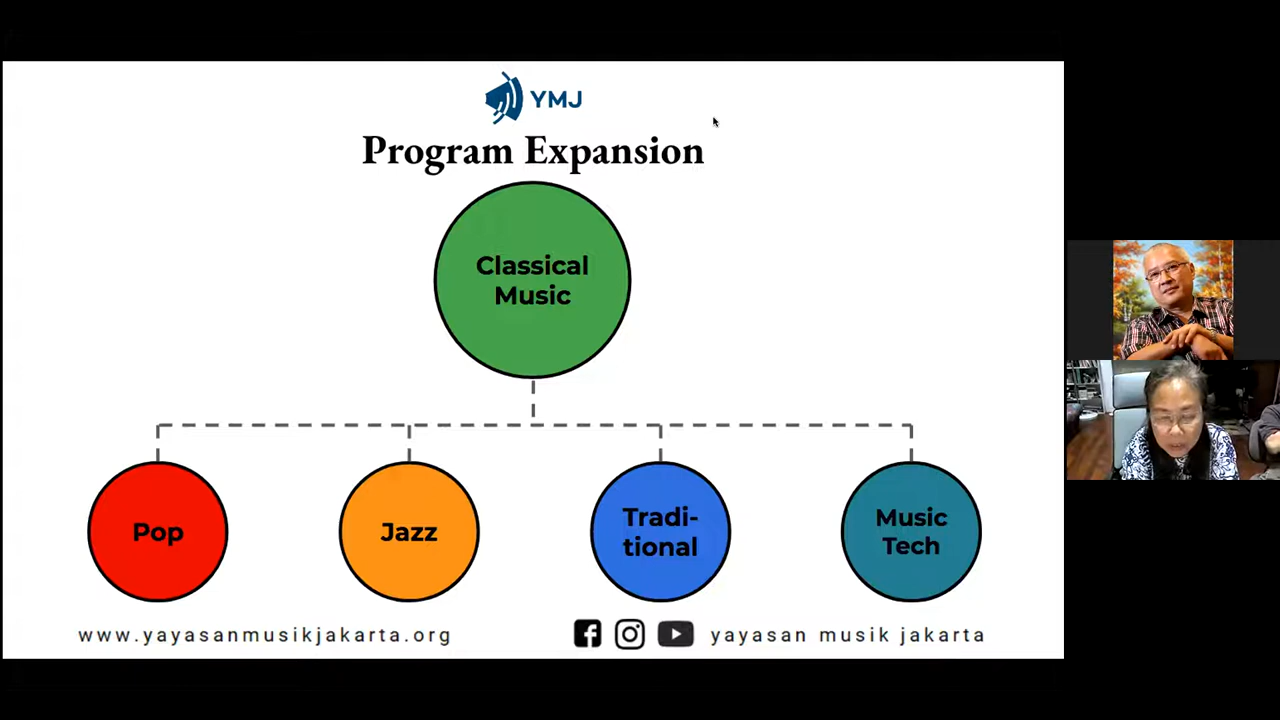 YMJ
Program Expansion
Classical
Music
Pop
Jazz
Tradi-
tional
Music
Tech
www.yayasanmusikjakarta.org
yayasan musik jakarta